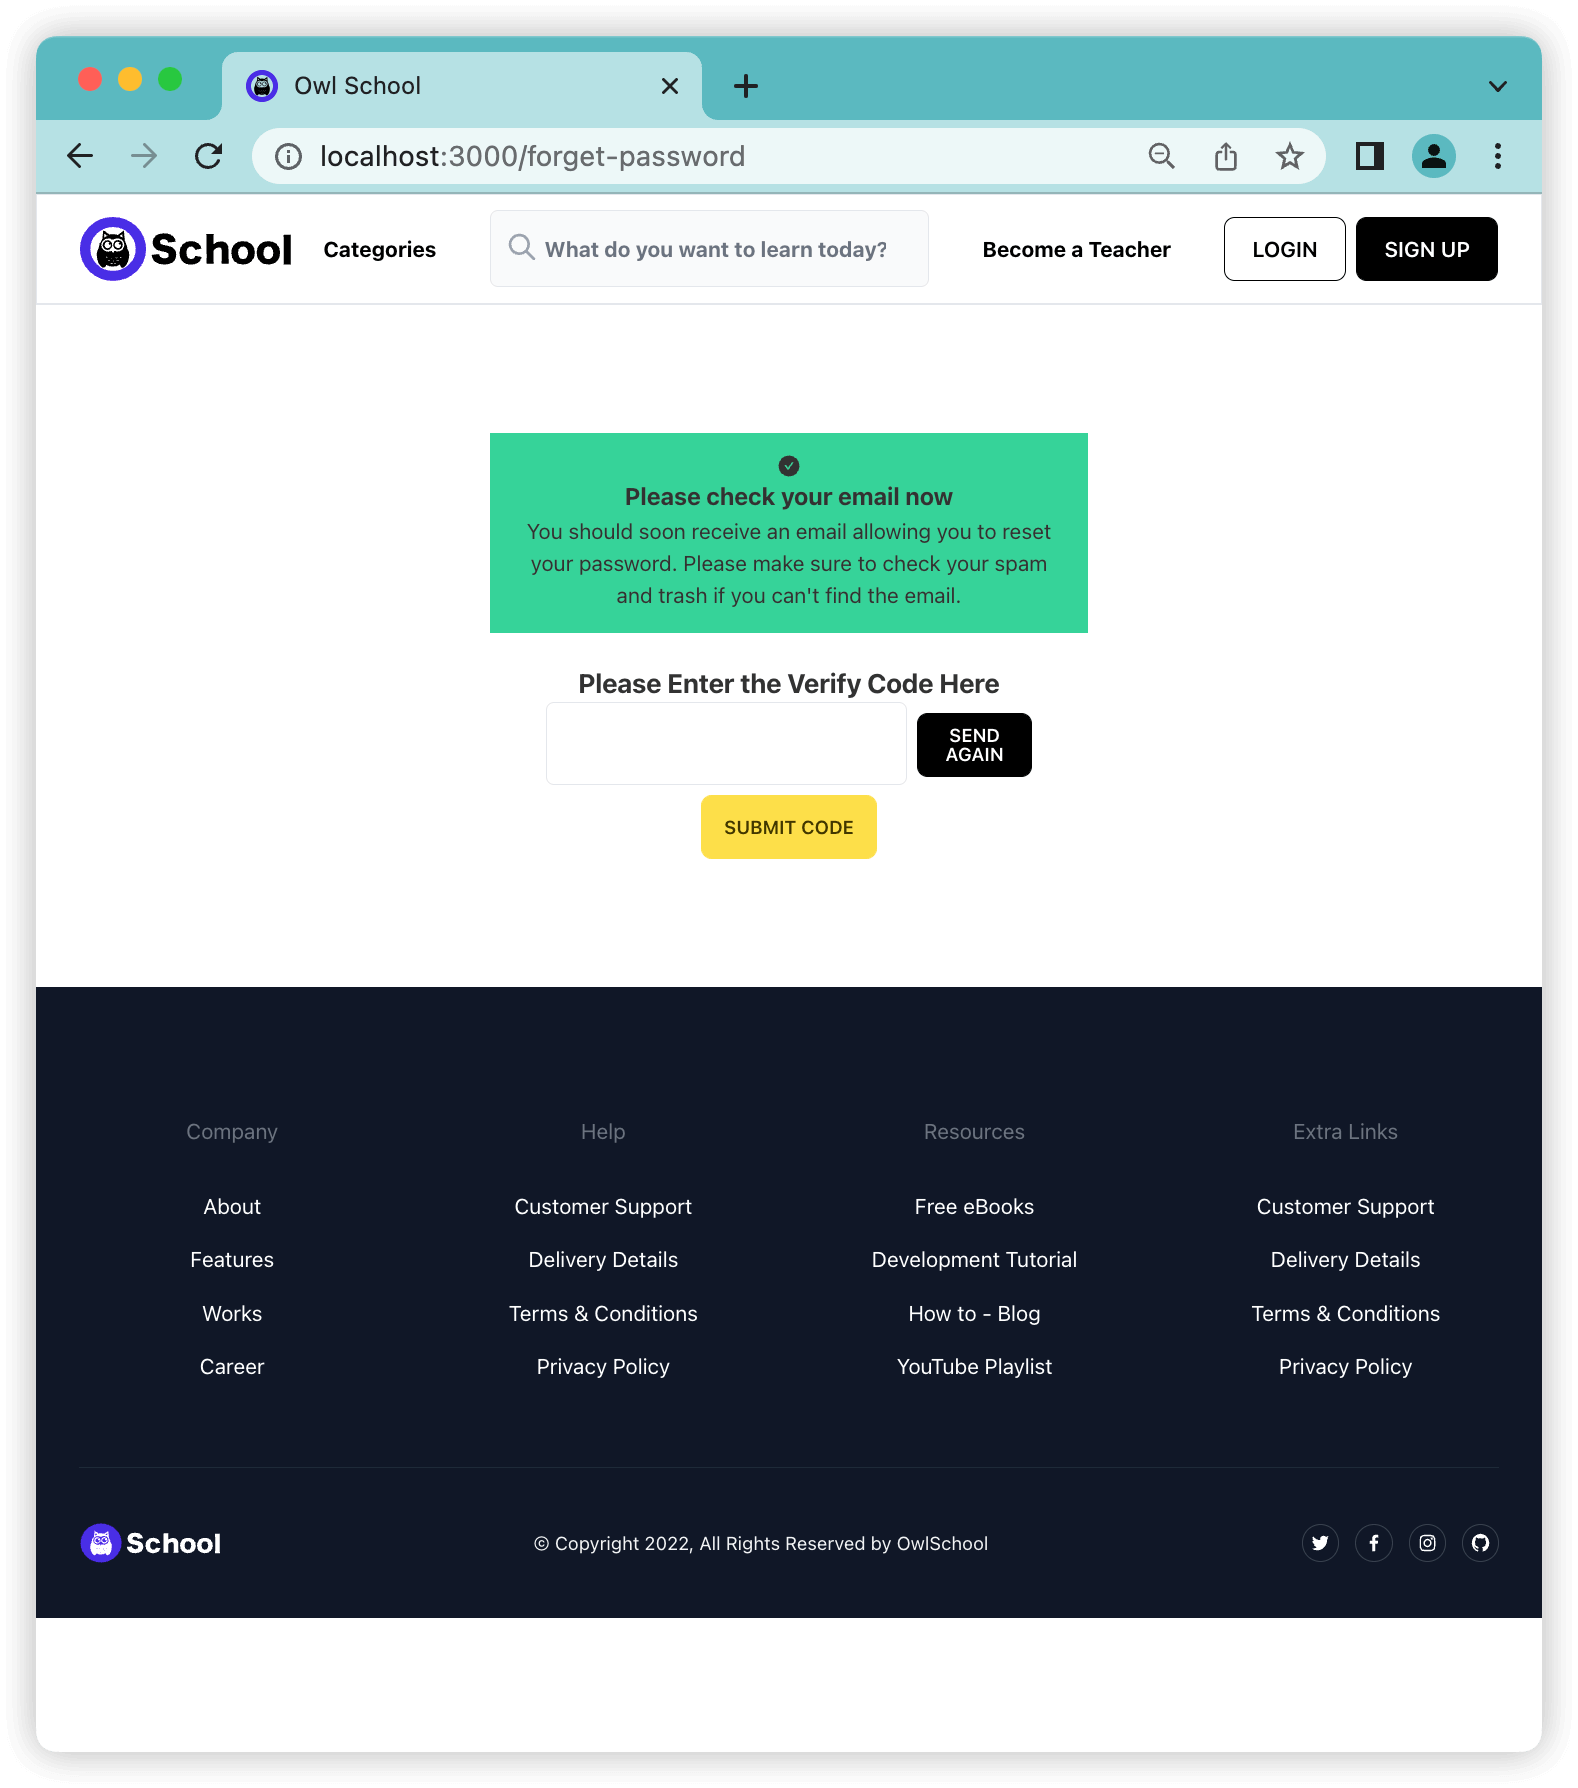 Owl School
localhost:3000/forget-password
School
Categories
What do you want to learn today?
Become a Teacher
LOGIN
SIGN UP
Please check your email now
You should soon receive an email allowing you to reset
your password. Please make sure to check your spam
and trash if you can't find the email.
Please Enter the Verify Code Here
SEND
AGAIN
SUBMIT CODE
Company
About
Features
Works
Career
Help
Customer Support
Delivery Details
Terms & Conditions
Privacy Policy
Resources
Free eBooks
Development Tutorial
How to - Blog
YouTube Playlist
Extra Links
Customer Support
Delivery Details
Terms & Conditions
Privacy Policy
School
© Copyright 2022, All Rights Reserved by OwlSchool